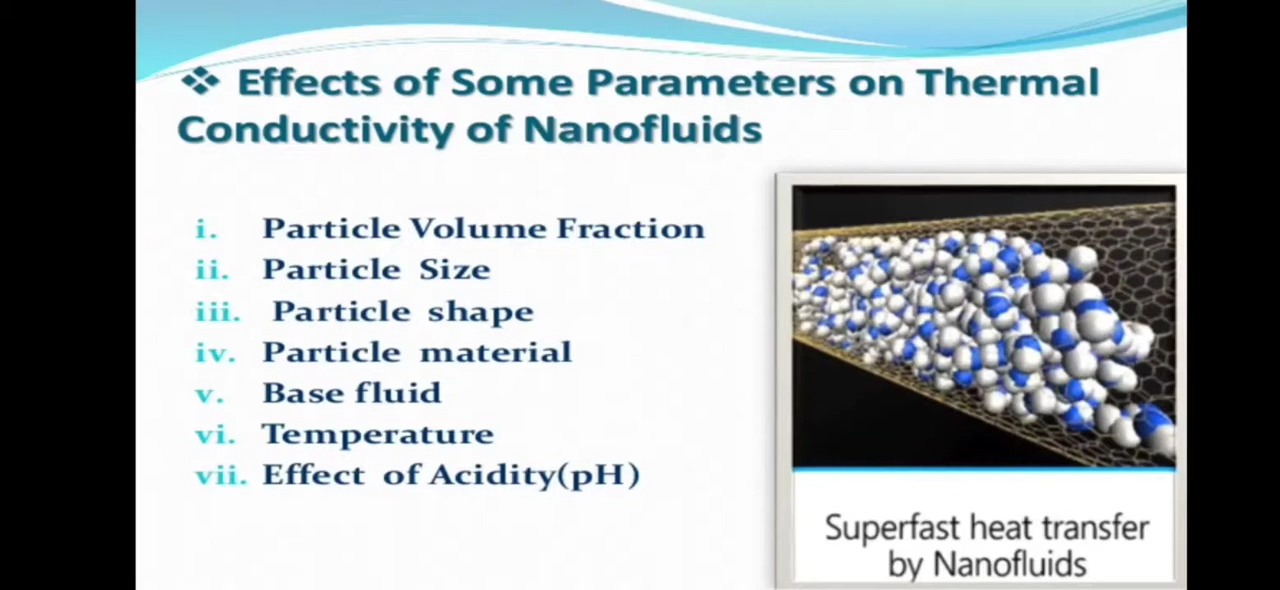 ❖ Effects of Some Parameters on Thermal
Conductivity of Nanofluids
i. Particle Volume Fraction
ii. Particle Size
iii. Particle shape
iv. Particle material
v. Base fluid
vi. Temperature
vii. Effect of Acidity(pH)
Superfast heat transfer
by Nanofluids